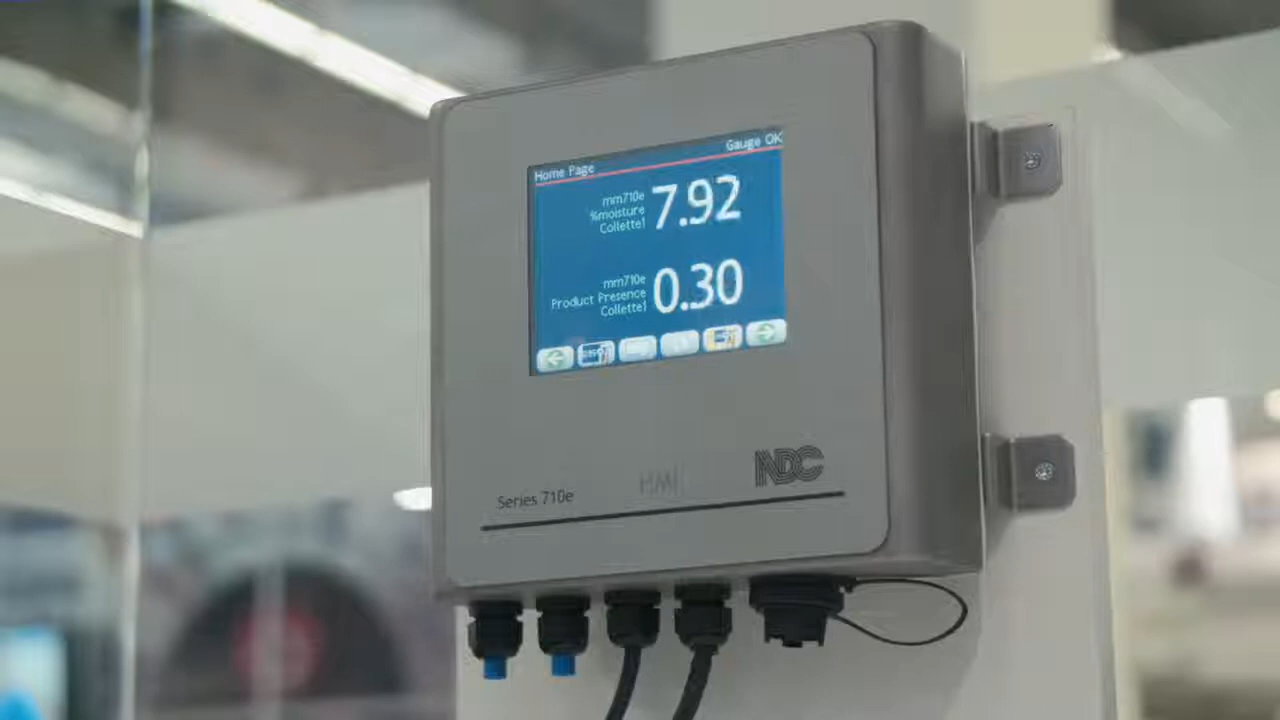 Home Page
Gauge OK
mm710e
%moisture
Collette1
7.92
mm710e
Product Presence
Collette1
0.30
Series 710e
HMI
NDC